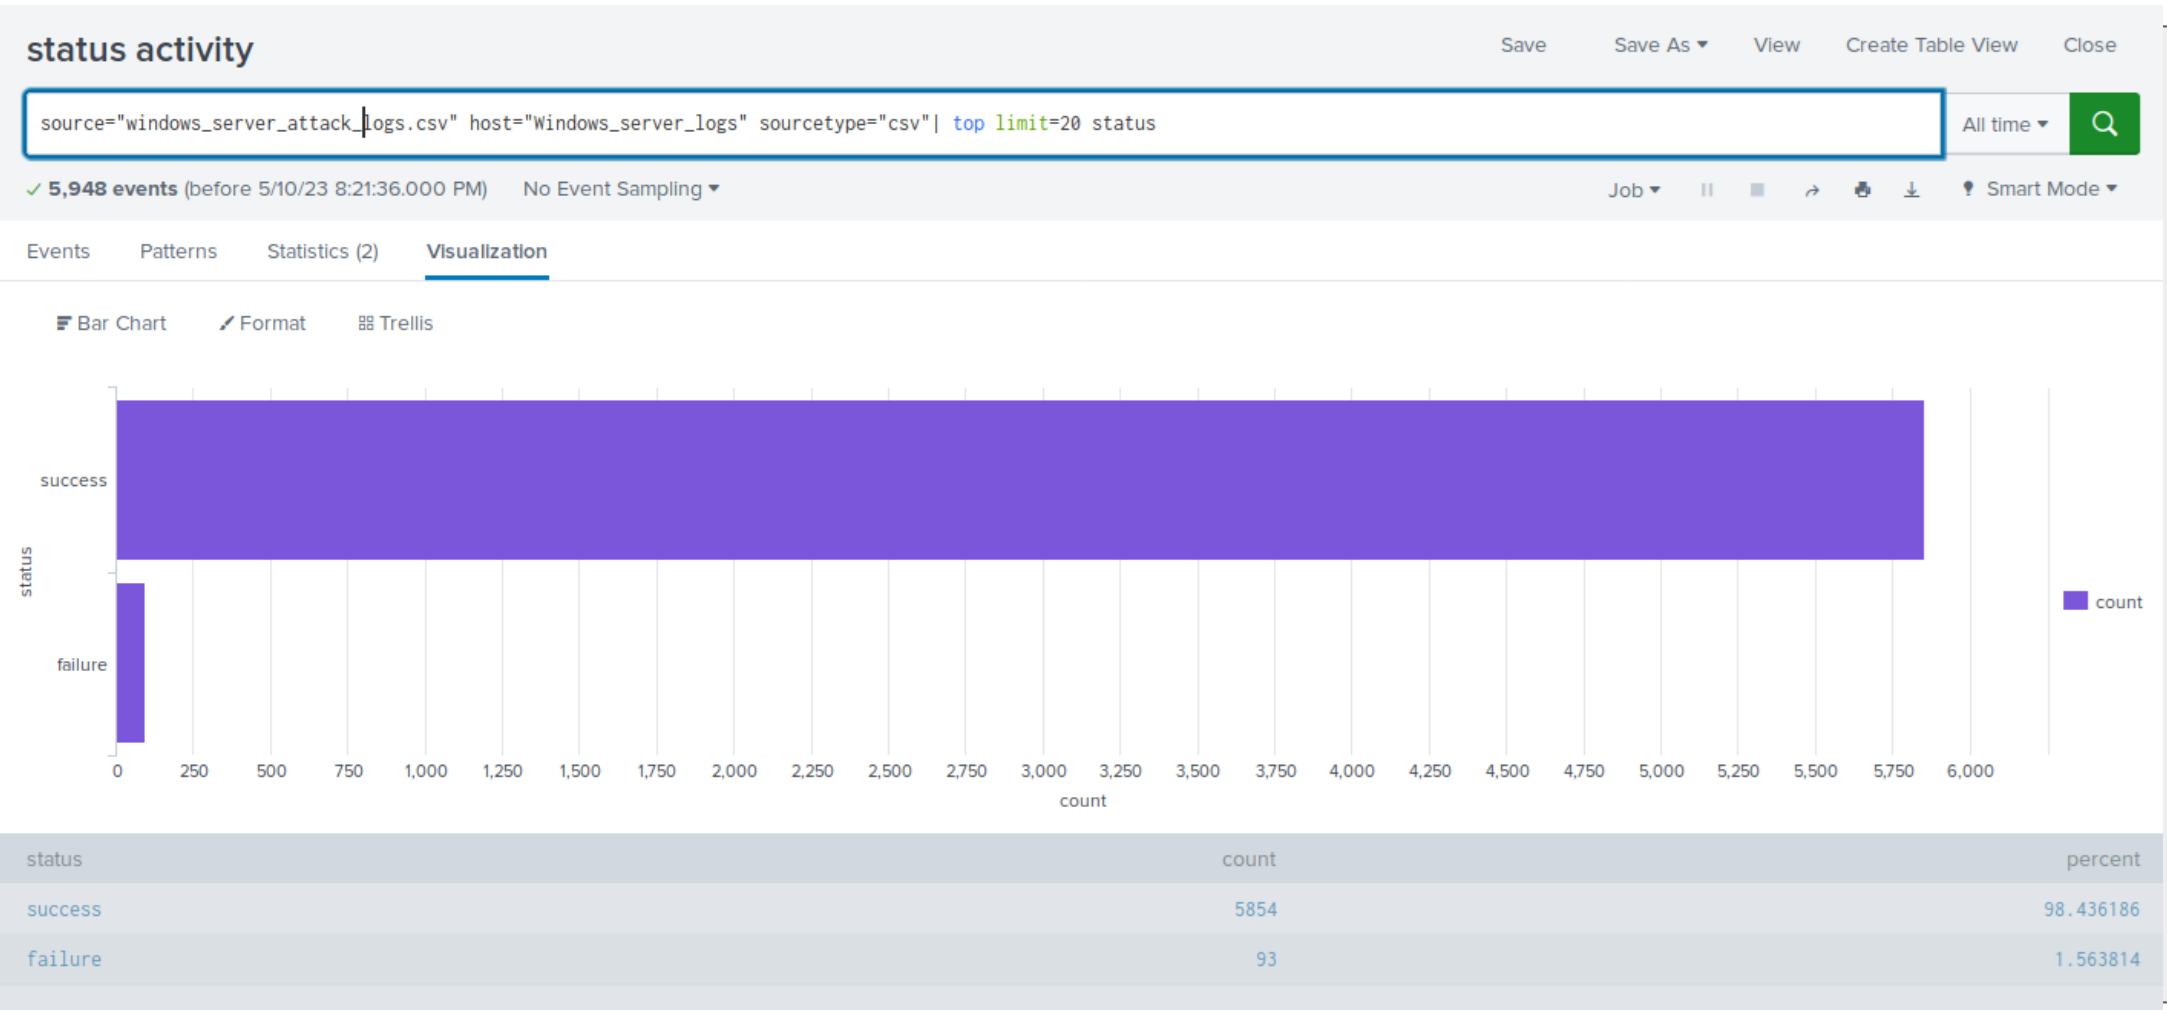 status activity
Save Save As View Create Table View Close
source="windows_server_attack_logs.csv" host="Windows_server_logs" sourcetype="csv"| top limit=20 status
All time
5,948 events (before 5/10/23 8:21:36.000 PM) No Event Sampling
Job Smart Mode
Events Patterns Statistics (2) Visualization
Bar Chart Format Trellis
success
status
failure
count
0 250 500 750 1,000 1,250 1,500 1,750 2,000 2,250 2,500 2,750 3,000 3,250 3,500 3,750 4,000 4,250 4,500 4,750 5,000 5,250 5,500 5,750 6,000
count
status count percent
success 5854 98.436186
failure 93 1.563814